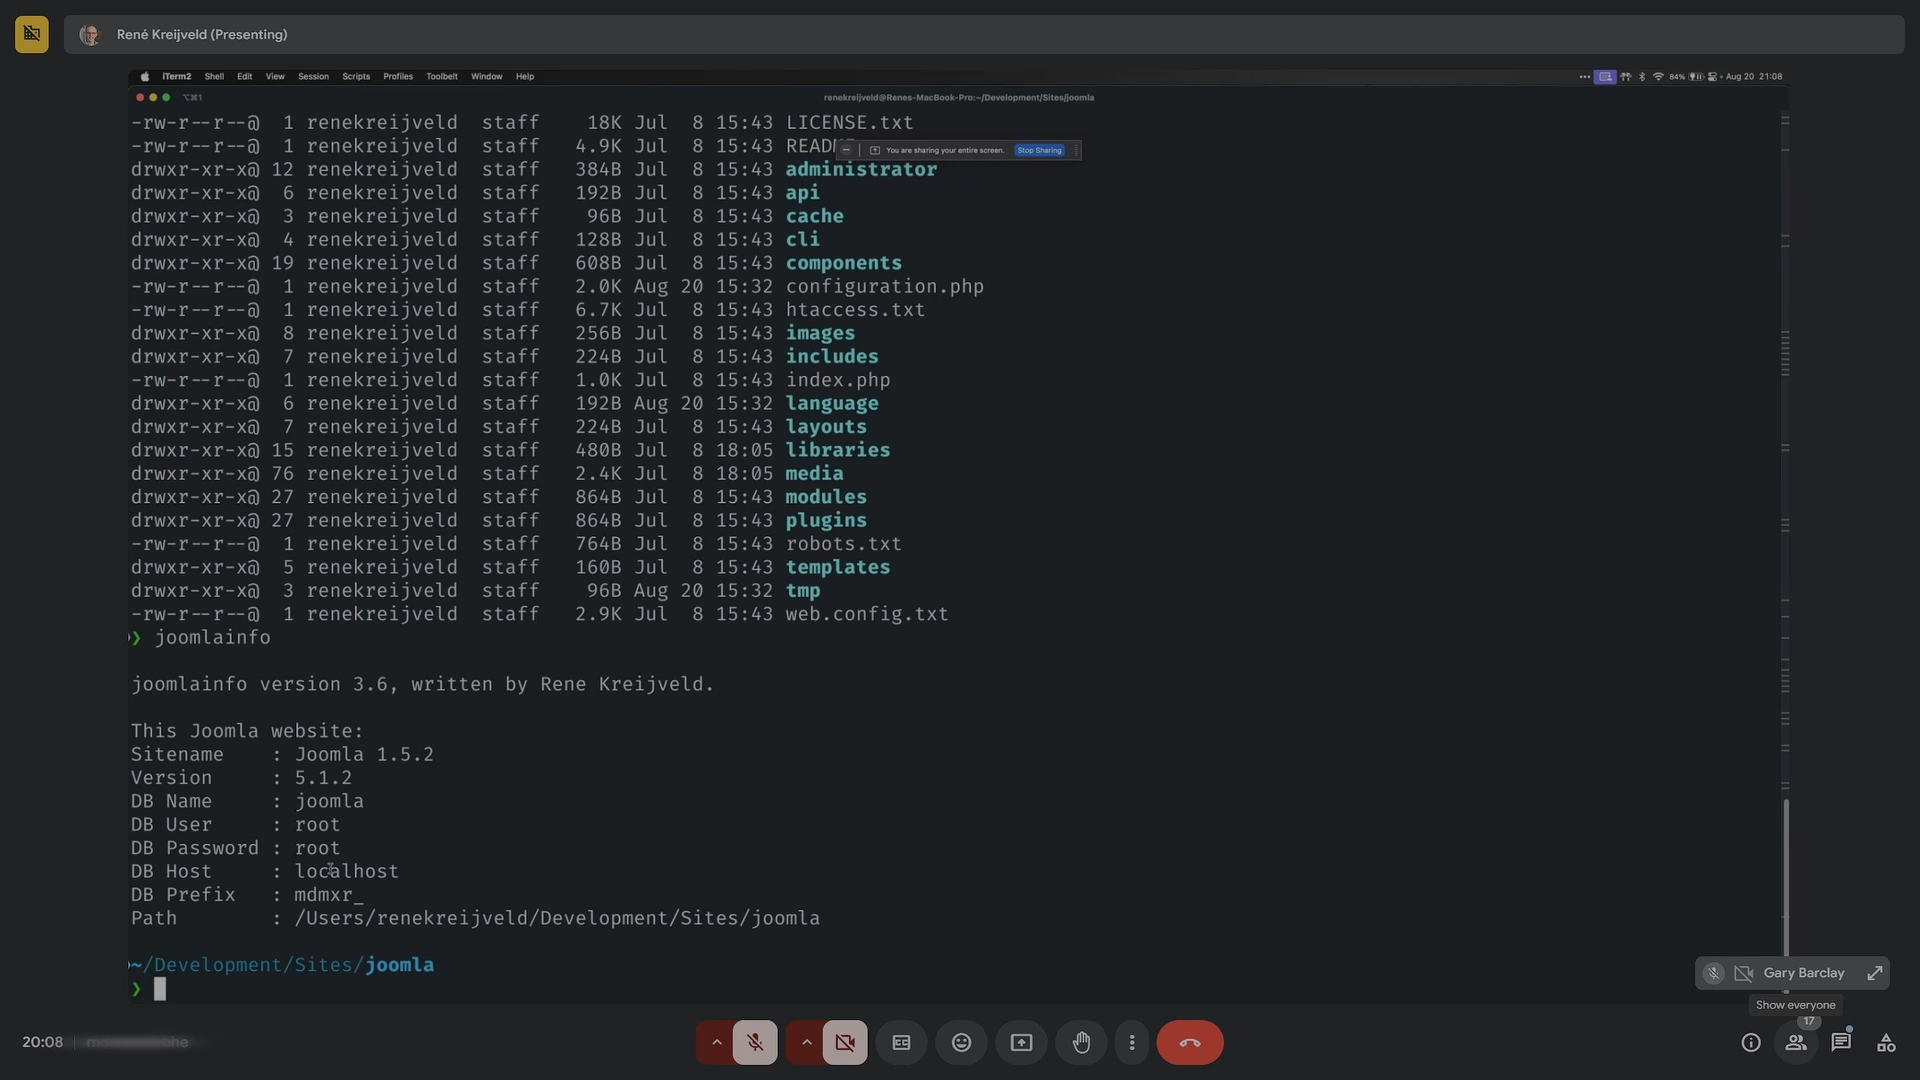 René Kreijveld (Presenting)
iTerm2 Shell Edit View Session Scripts Profiles Toolbelt Window Help
84% Aug 20 21:08
⌥⌘1
renekreijveld@Renes-MacBook-Pro:~/Development/Sites/joomla
-rw-r--r--@ 1 renekreijveld staff 18K Jul 8 15:43 LICENSE.txt
-rw-r--r--@ 1 renekreijveld staff 4.9K Jul 8 15:43
You are sharing your entire screen. Stop Sharing
drwxr-xr-x@ 12 renekreijveld staff 384B Jul 8 15:43 administrator
drwxr-xr-x@ 6 renekreijveld staff 192B Jul 8 15:43 api
drwxr-xr-x@ 3 renekreijveld staff 96B Jul 8 15:43 cache
drwxr-xr-x@ 4 renekreijveld staff 128B Jul 8 15:43 cli
drwxr-xr-x@ 19 renekreijveld staff 608B Jul 8 15:43 components
-rw-r--r--@ 1 renekreijveld staff 2.0K Aug 20 15:32 configuration.php
-rw-r--r--@ 1 renekreijveld staff 6.7K Jul 8 15:43 htaccess.txt
drwxr-xr-x@ 8 renekreijveld staff 256B Jul 8 15:43 images
drwxr-xr-x@ 7 renekreijveld staff 224B Jul 8 15:43 includes
-rw-r--r--@ 1 renekreijveld staff 1.0K Jul 8 15:43 index.php
drwxr-xr-x@ 6 renekreijveld staff 192B Aug 20 15:32 language
drwxr-xr-x@ 7 renekreijveld staff 224B Jul 8 15:43 layouts
drwxr-xr-x@ 15 renekreijveld staff 480B Jul 8 18:05 libraries
drwxr-xr-x@ 76 renekreijveld staff 2.4K Jul 8 18:05 media
drwxr-xr-x@ 27 renekreijveld staff 864B Jul 8 15:43 modules
drwxr-xr-x@ 27 renekreijveld staff 864B Jul 8 15:43 plugins
-rw-r--r--@ 1 renekreijveld staff 764B Jul 8 15:43 robots.txt
drwxr-xr-x@ 5 renekreijveld staff 160B Jul 8 15:43 templates
drwxr-xr-x@ 3 renekreijveld staff 96B Aug 20 15:32 tmp
-rw-r--r--@ 1 renekreijveld staff 2.9K Jul 8 15:43 web.config.txt
❯ joomlainfo
joomlainfo version 3.6, written by Rene Kreijveld.
This Joomla website:
Sitename : Joomla 1.5.2
Version : 5.1.2
DB Name : joomla
DB User : root
DB Password : root
DB Host : localhost
DB Prefix : mdmxr_
Path : /Users/renekreijveld/Development/Sites/joomla
~/Development/Sites/joomla
❯
Gary Barclay
Show everyone
17
20:08